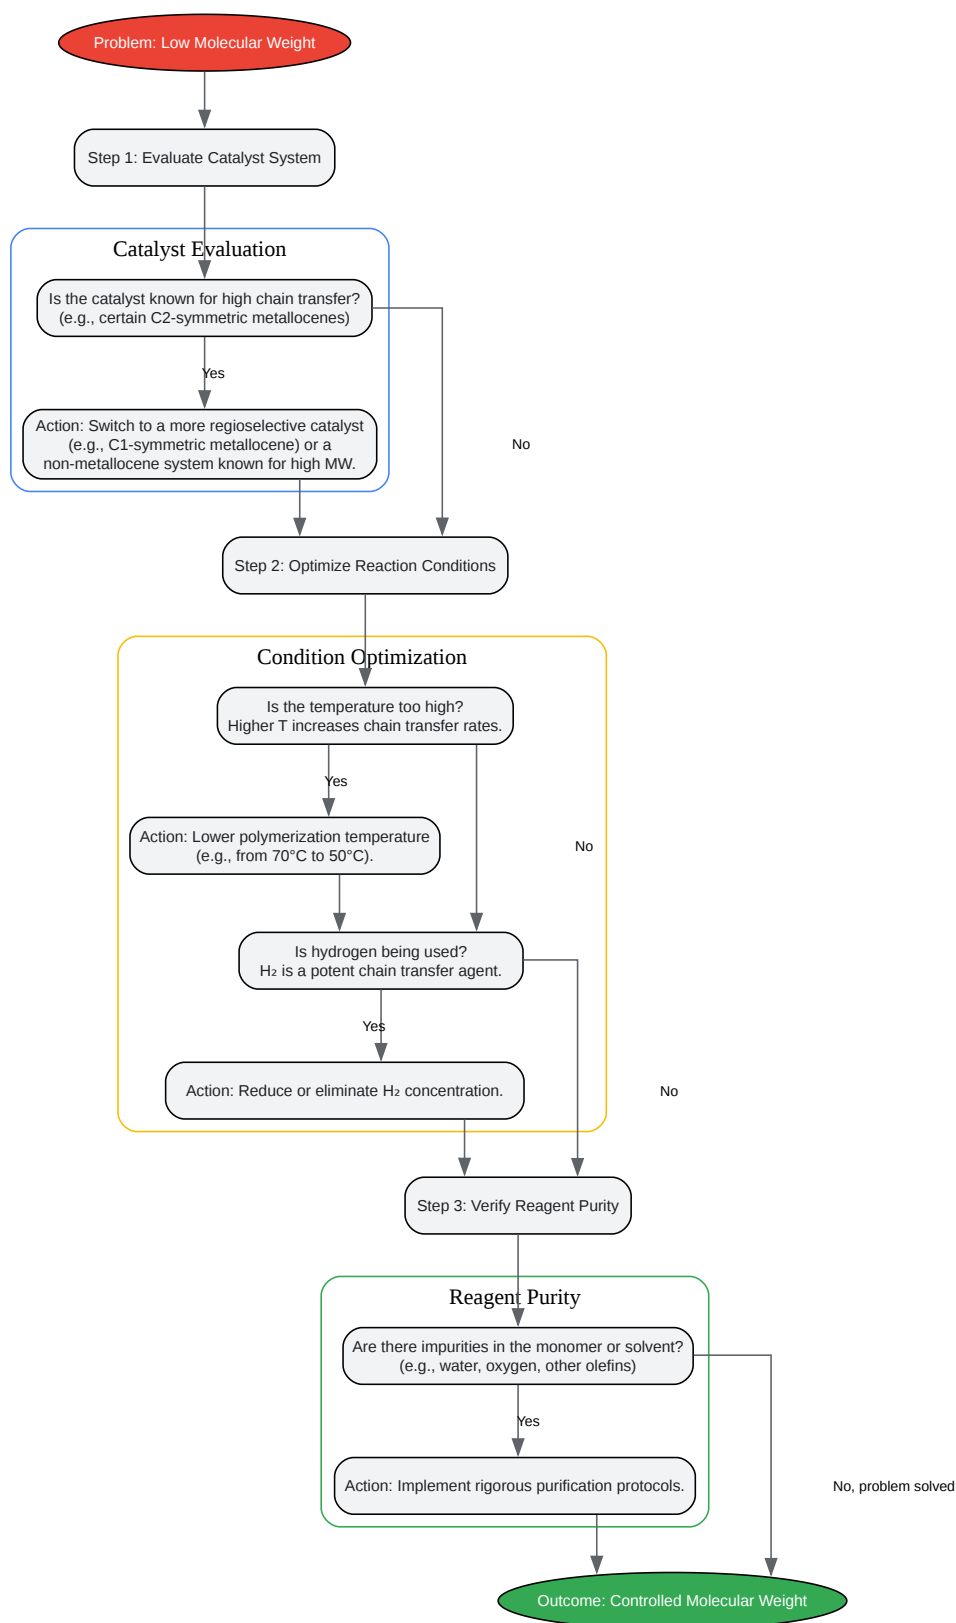 Problem: Low Molecular Weight
Step 1: Evaluate Catalyst System
Catalyst Evaluation
Is the catalyst known for high chain transfer?
(e.g., certain C2-symmetric metallocenes)
Yes
Action: Switch to a more regioselective catalyst
(e.g., C1-symmetric metallocene) or a
non-metallocene system known for high MW.
No
Step 2: Optimize Reaction Conditions
Condition Optimization
Is the temperature too high?
Higher T increases chain transfer rates.
Yes
Action: Lower polymerization temperature
(e.g., from 70°C to 50°C).
No
Is hydrogen being used?
H₂ is a potent chain transfer agent.
Yes
Action: Reduce or eliminate H₂ concentration.
No
Step 3: Verify Reagent Purity
Reagent Purity
Are there impurities in the monomer or solvent?
(e.g., water, oxygen, other olefins)
Yes
Action: Implement rigorous purification protocols.
No, problem solved
Outcome: Controlled Molecular Weight